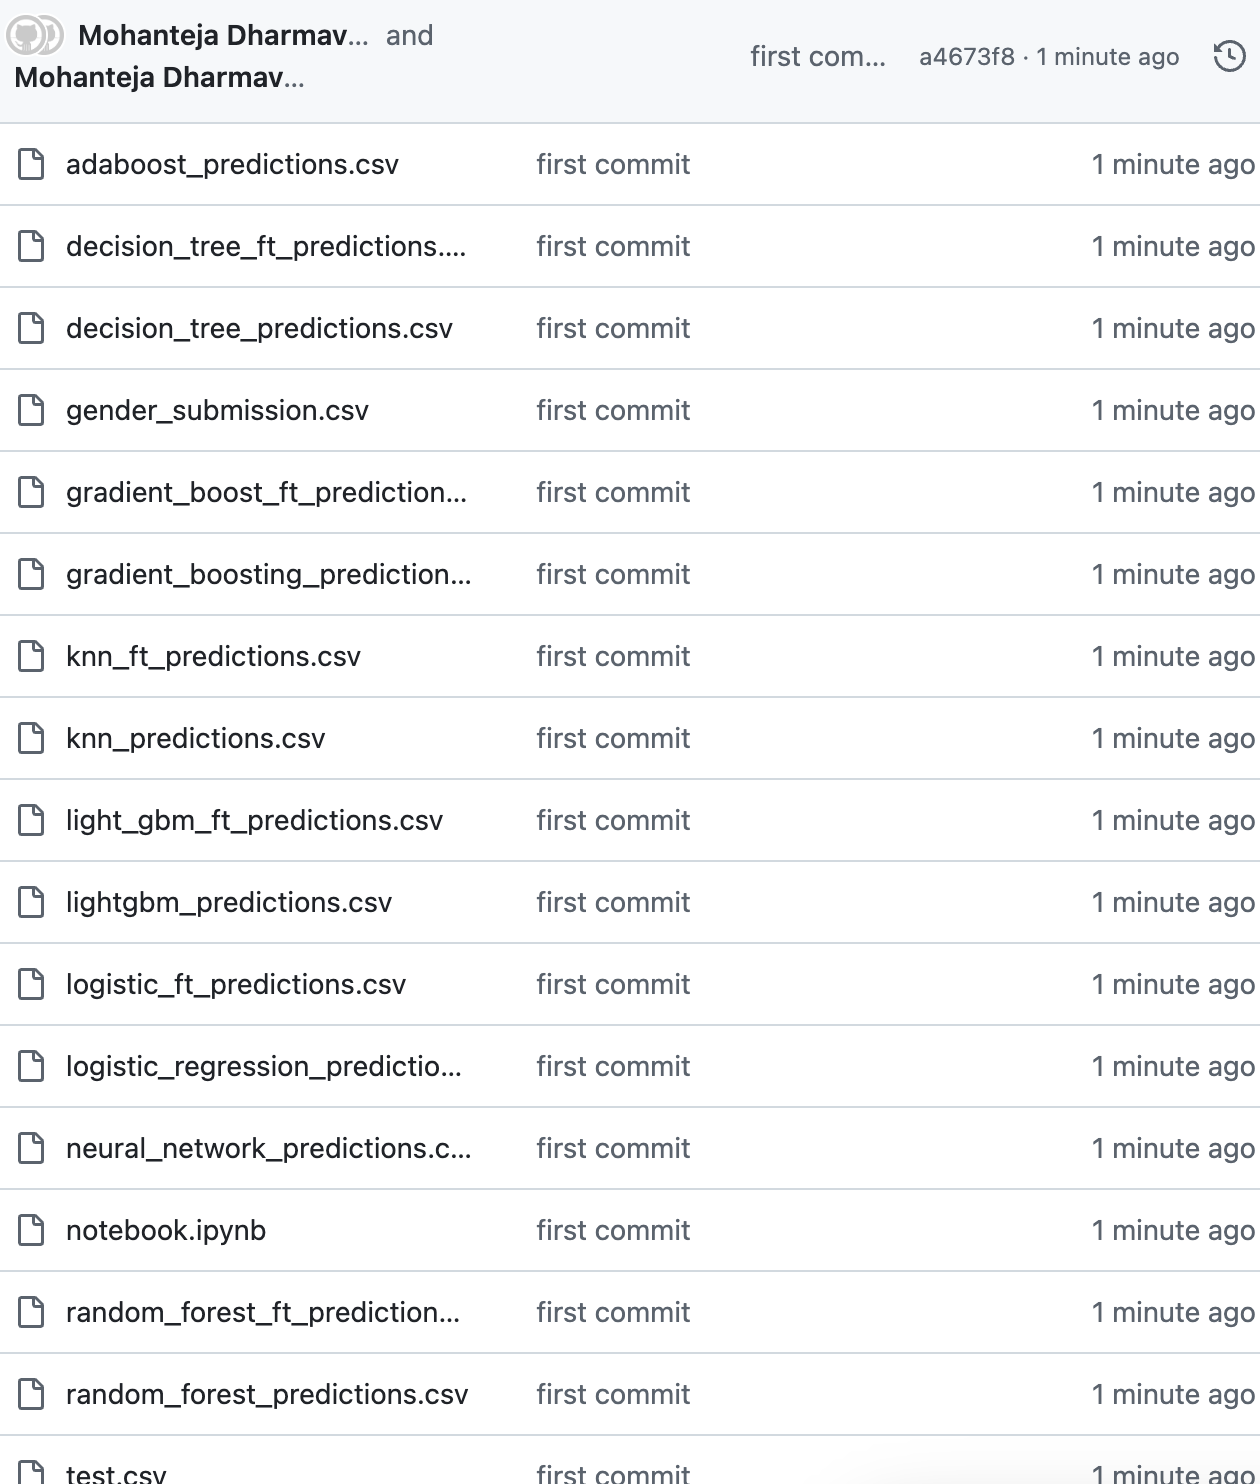 Mohanteja Dharmav... and
Mohanteja Dharmav...
first com... a4673f8 · 1 minute ago
adaboost_predictions.csv first commit 1 minute ago
decision_tree_ft_predictions.... first commit 1 minute ago
decision_tree_predictions.csv first commit 1 minute ago
gender_submission.csv first commit 1 minute ago
gradient_boost_ft_prediction... first commit 1 minute ago
gradient_boosting_prediction... first commit 1 minute ago
knn_ft_predictions.csv first commit 1 minute ago
knn_predictions.csv first commit 1 minute ago
light_gbm_ft_predictions.csv first commit 1 minute ago
lightgbm_predictions.csv first commit 1 minute ago
logistic_ft_predictions.csv first commit 1 minute ago
logistic_regression_predictio... first commit 1 minute ago
neural_network_predictions.c... first commit 1 minute ago
notebook.ipynb first commit 1 minute ago
random_forest_ft_prediction... first commit 1 minute ago
random_forest_predictions.csv first commit 1 minute ago
test.csv first commit 1 minute ago